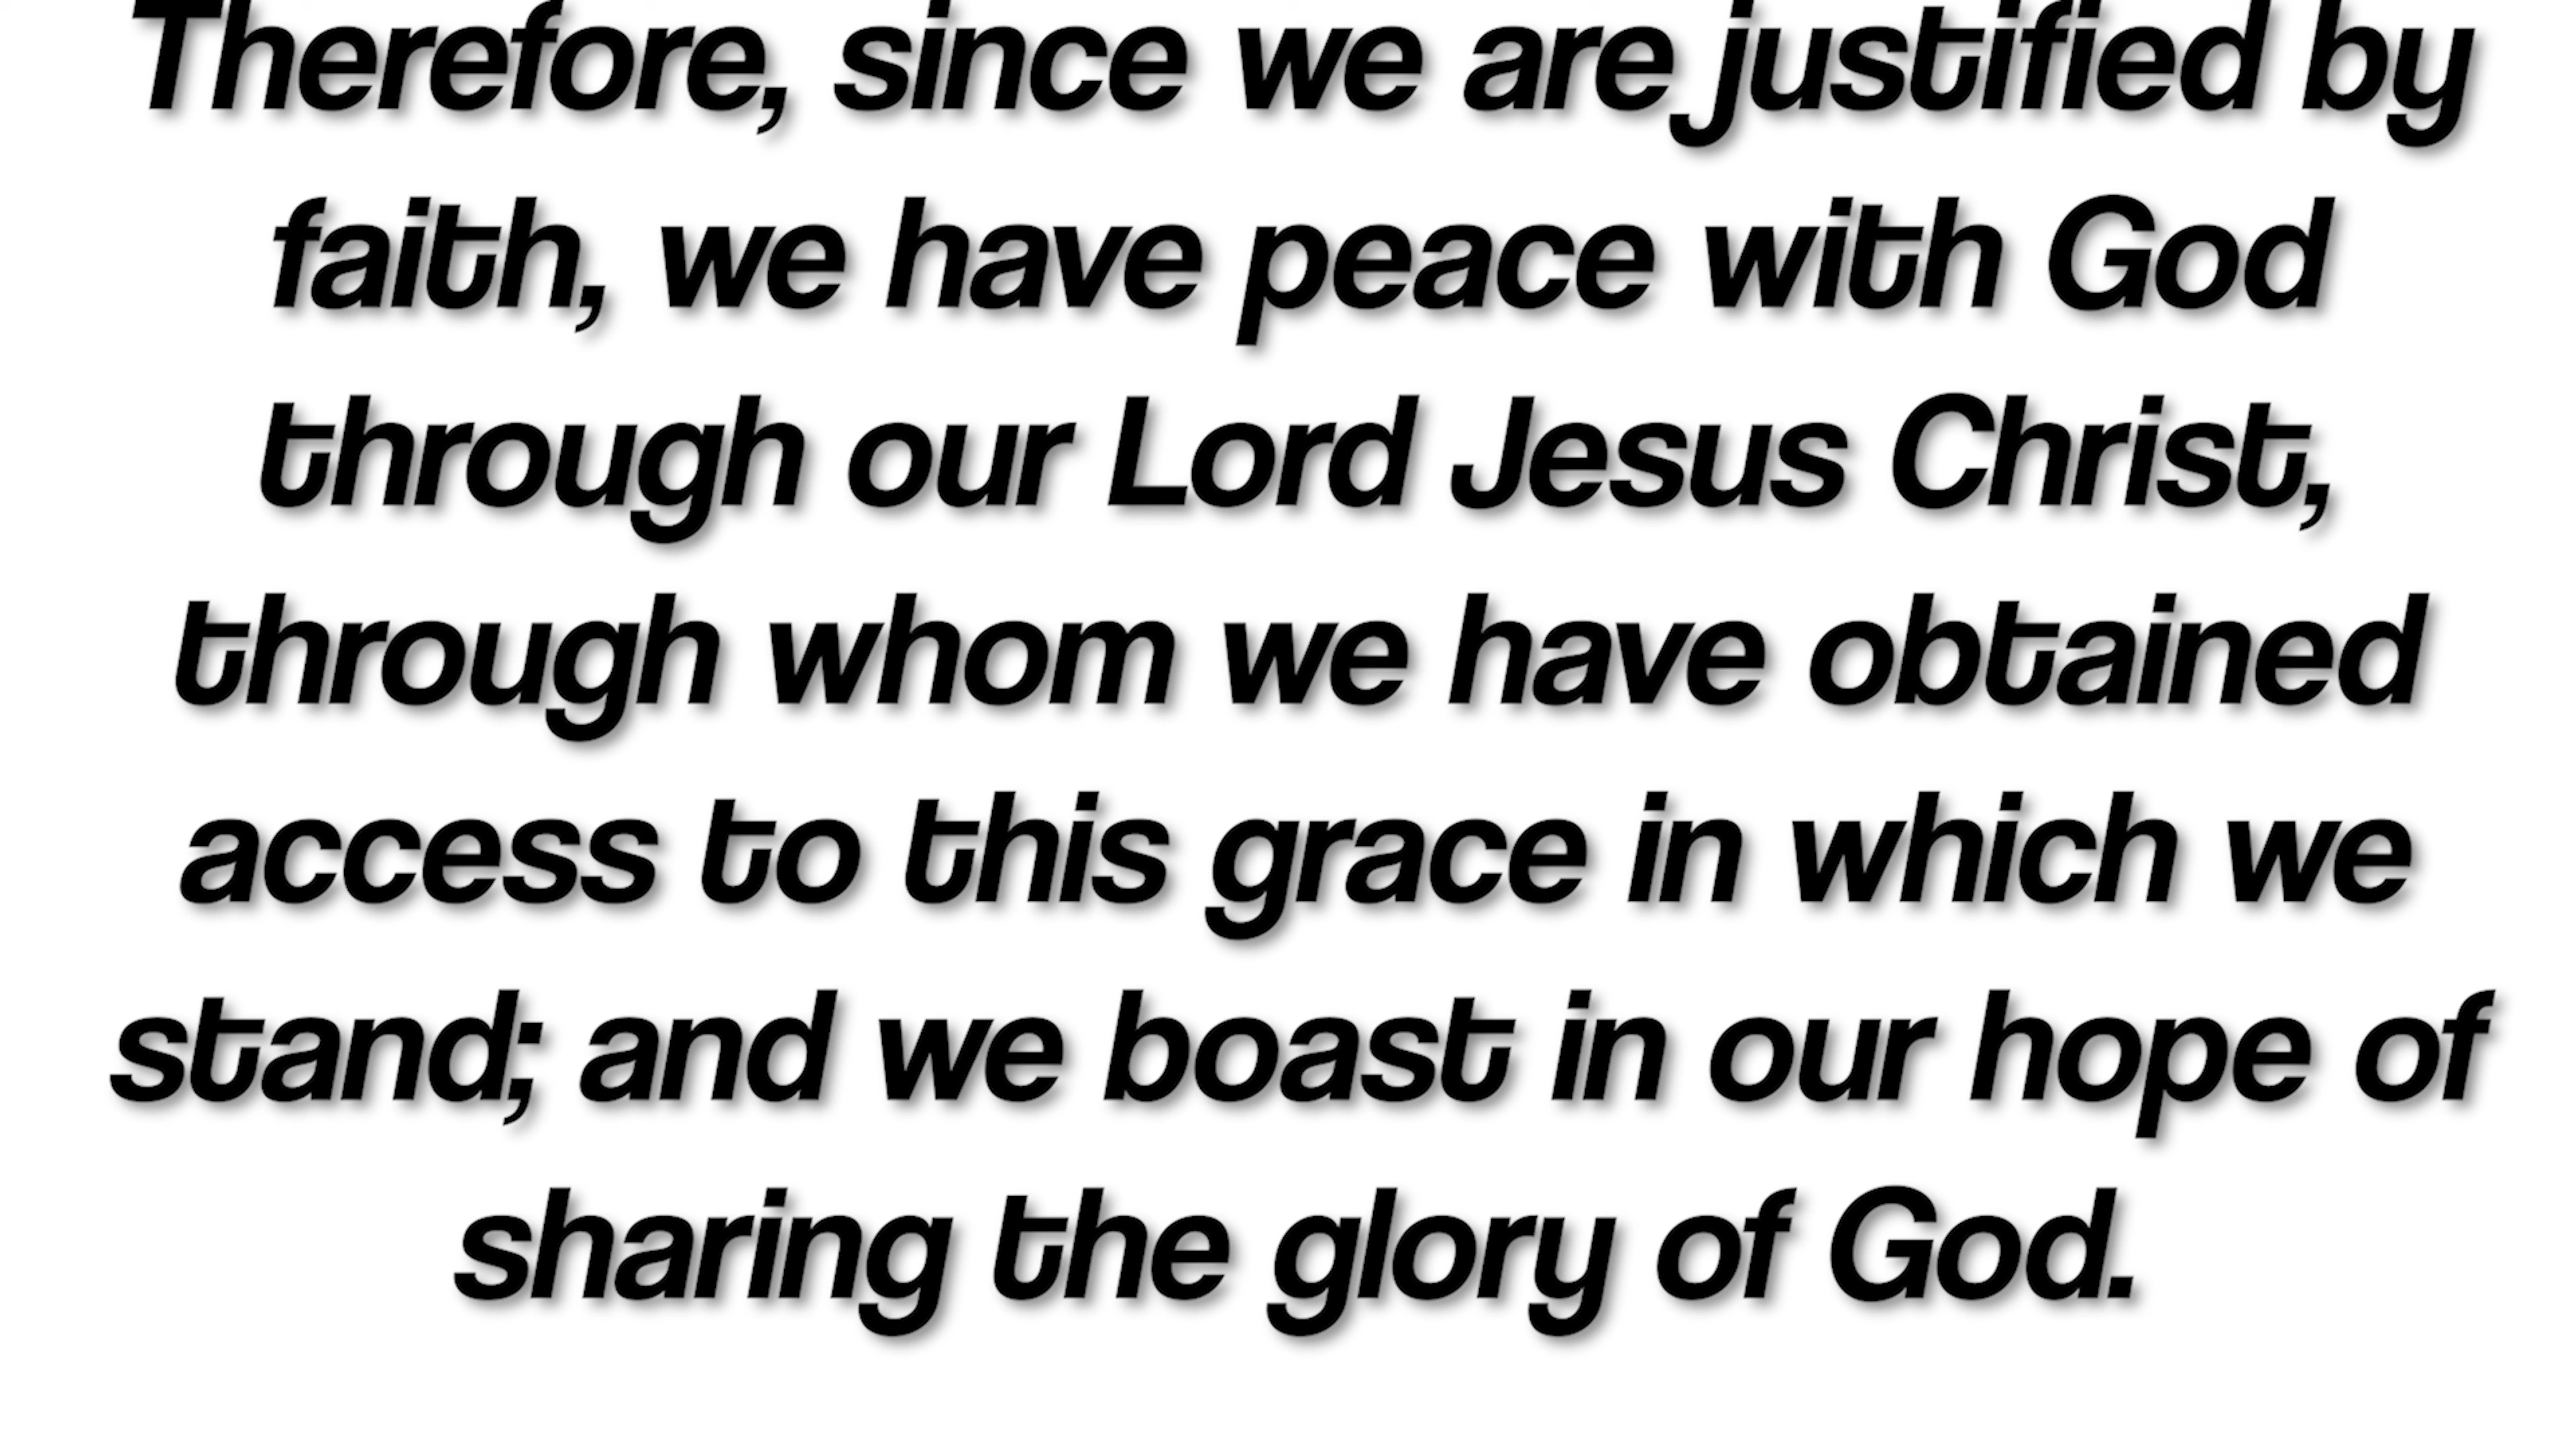 Therefore, since we are justified by
faith, we have peace with God
through our Lord Jesus Christ,
through whom we have obtained
access to this grace in which we
stand; and we boast in our hope of
sharing the glory of God.